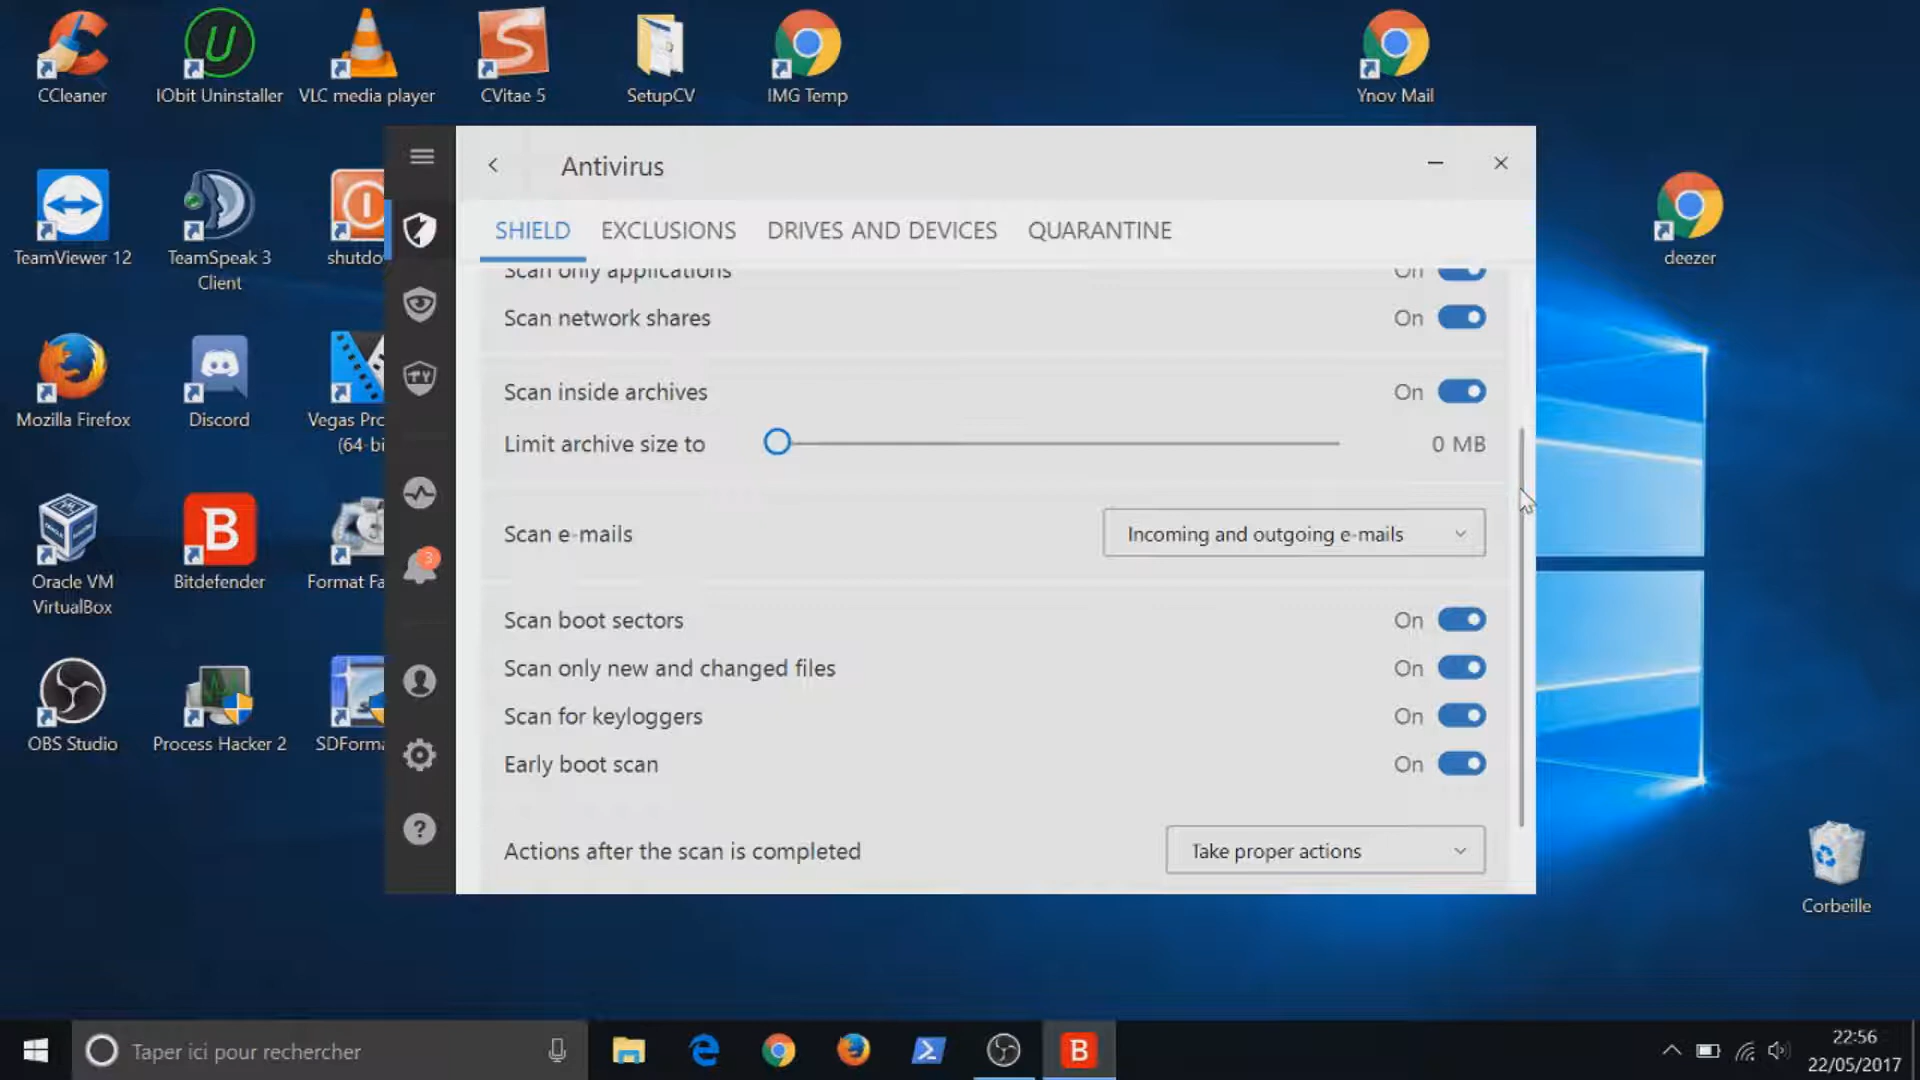 CCleaner
IObit Uninstaller
VLC media player
CVitae 5
SetupCV
IMG Temp
Ynov Mail
TeamViewer 12
TeamSpeak 3
Client
shutdo
deezer
Mozilla Firefox
Discord
Vegas Pro
(64-bi
Oracle VM
VirtualBox
Bitdefender
Format Fa
OBS Studio
Process Hacker 2
SDForma
Corbeille
Antivirus
SHIELD
EXCLUSIONS
DRIVES AND DEVICES
QUARANTINE
Scan only applications
On
Scan network shares
On
Scan inside archives
On
Limit archive size to
0 MB
Scan e-mails
Incoming and outgoing e-mails
3
Scan boot sectors
On
Scan only new and changed files
On
Scan for keyloggers
On
Early boot scan
On
Actions after the scan is completed
Take proper actions
Taper ici pour rechercher
22:56
22/05/2017